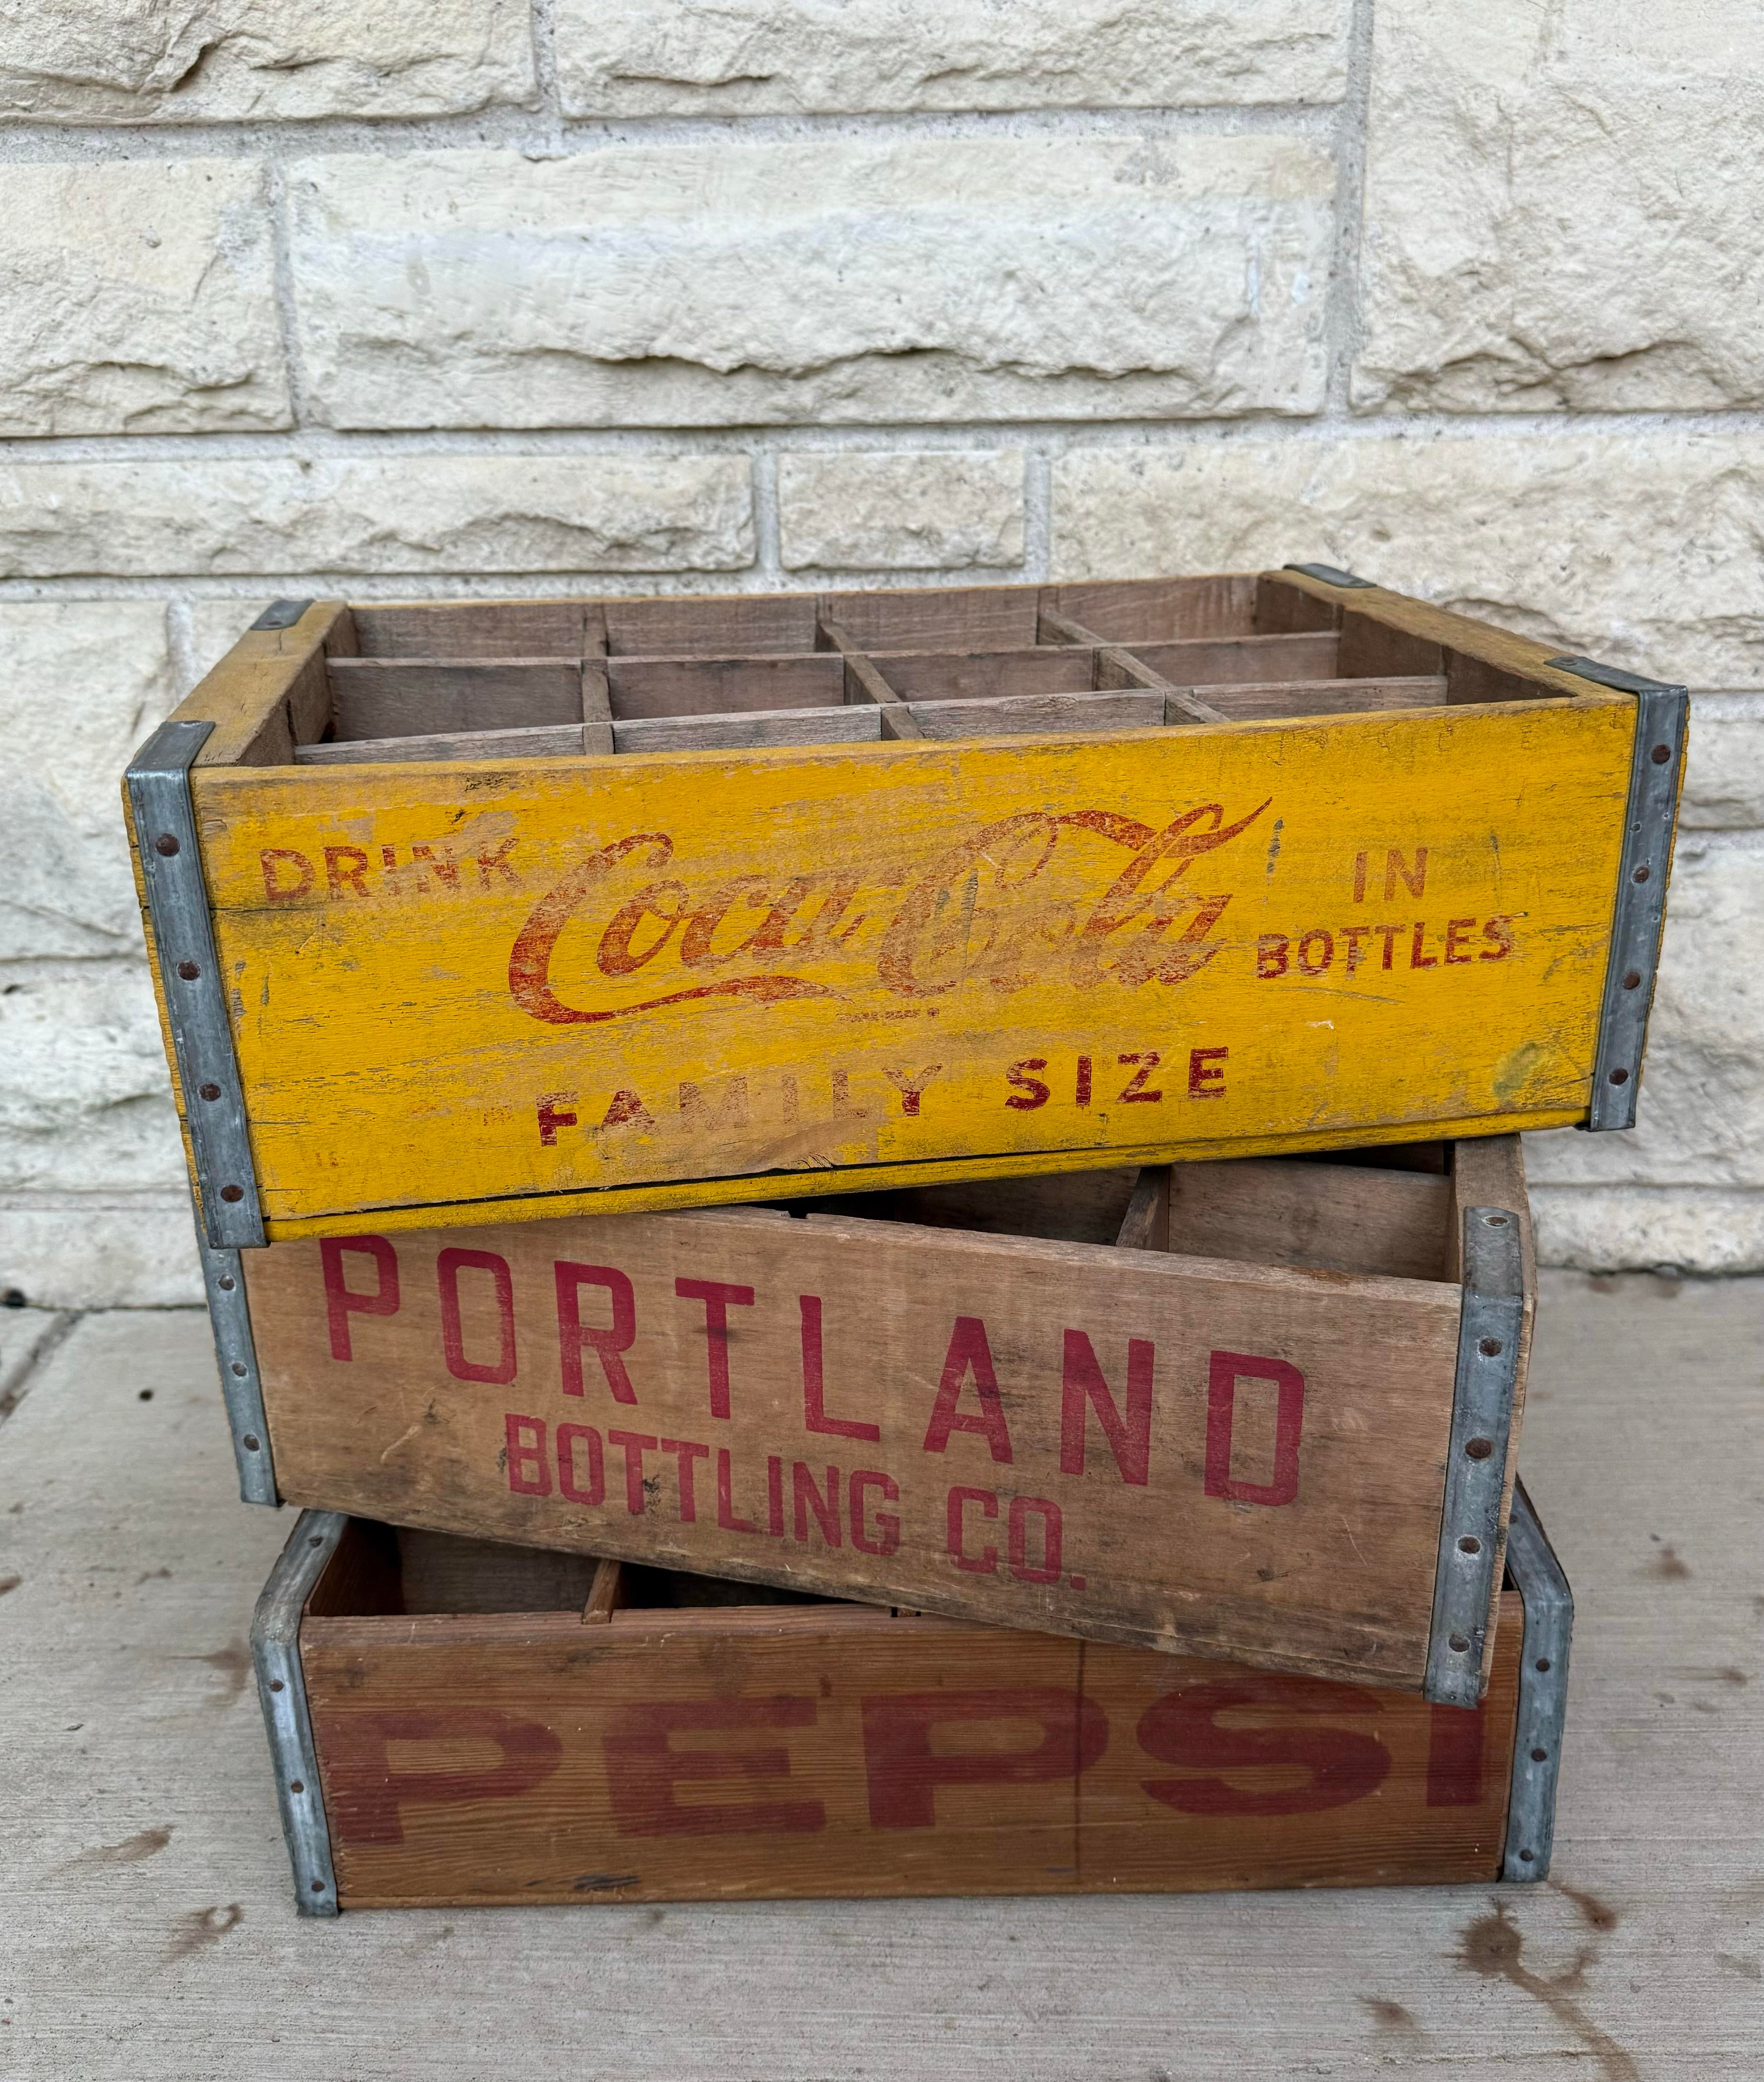 DRINK Coca-Cola IN
BOTTLES
FAMILY SIZE
PORTLAND
BOTTLING CO.
PEPSI